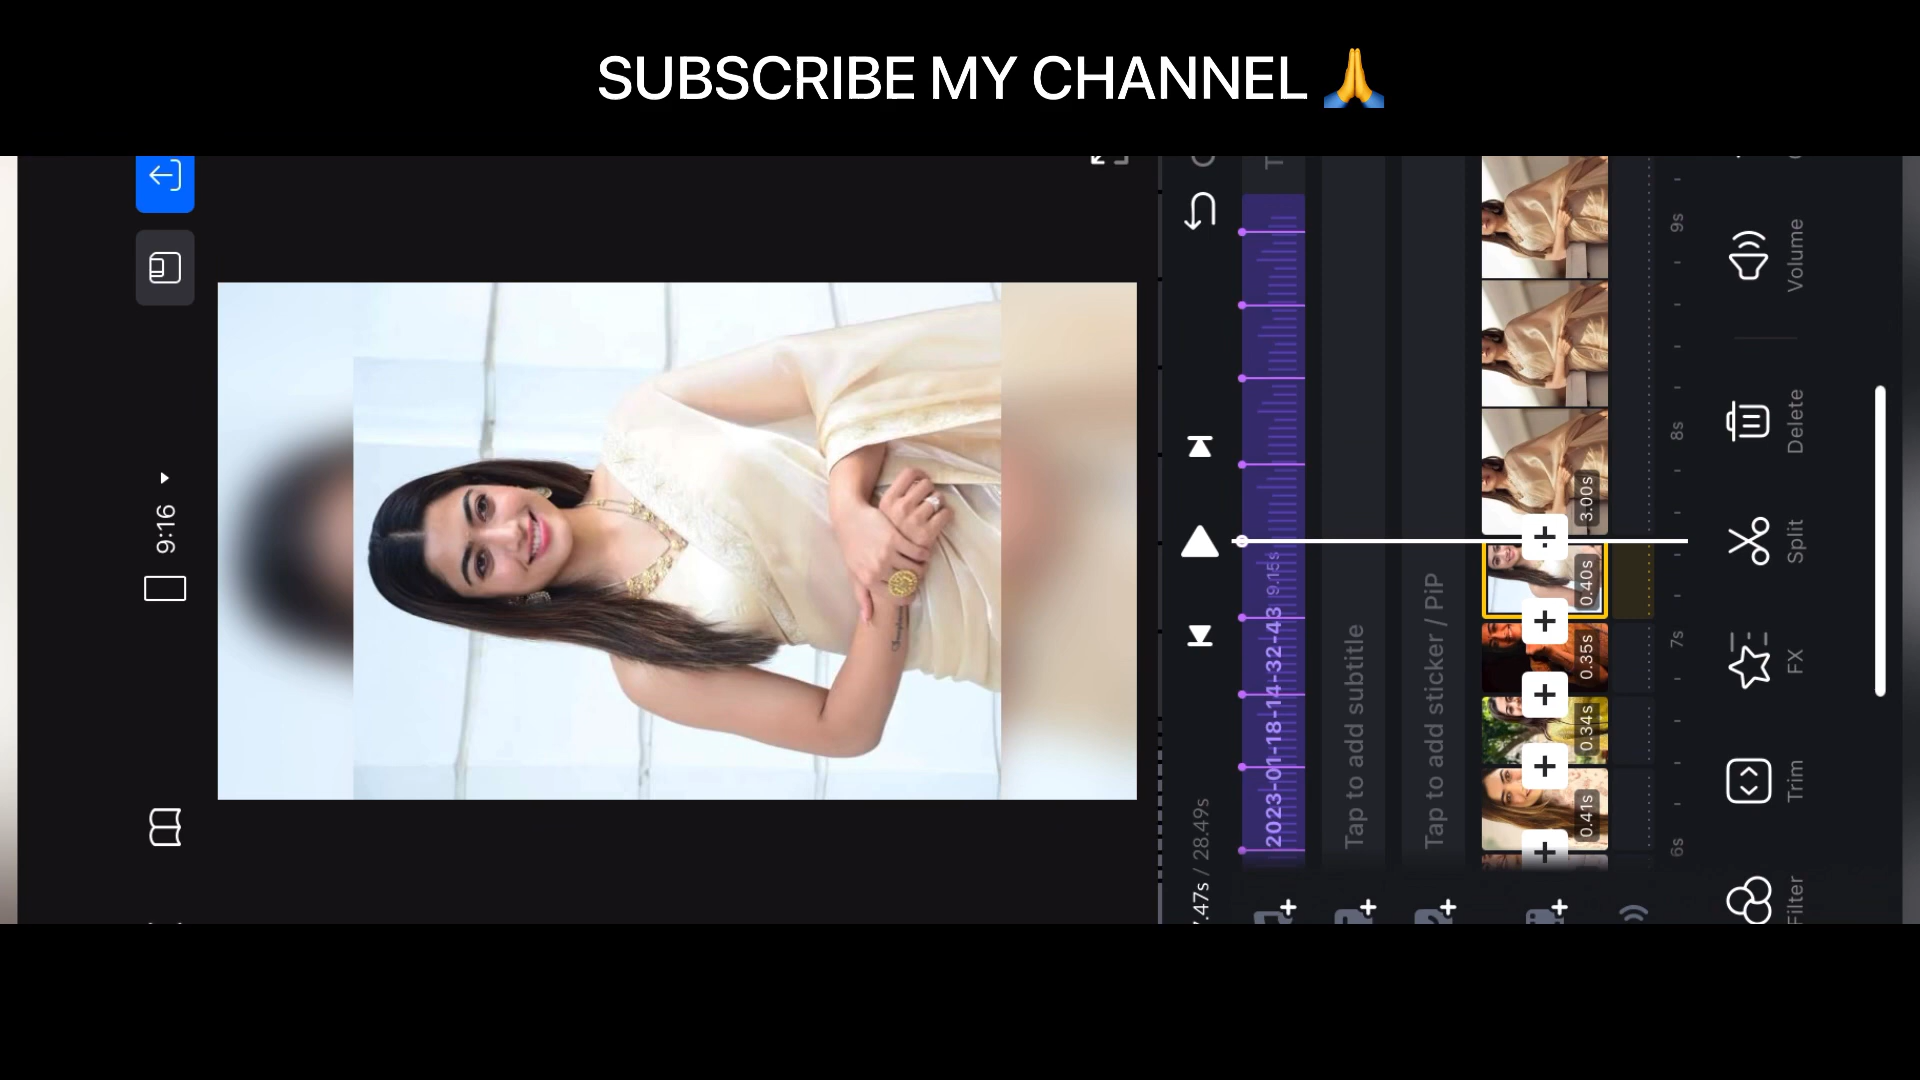 SUBSCRIBE MY CHANNEL 🙏
9:16
.47s / 28.49s
2023-01-18-14-32-43 9.15s
Tap to add subtitle
Tap to add sticker / PiP
0.41s
0.34s
0.35s
0.40s
3.00s
6s
7s
8s
9s
Filter
Trim
FX
Split
Delete
Volume